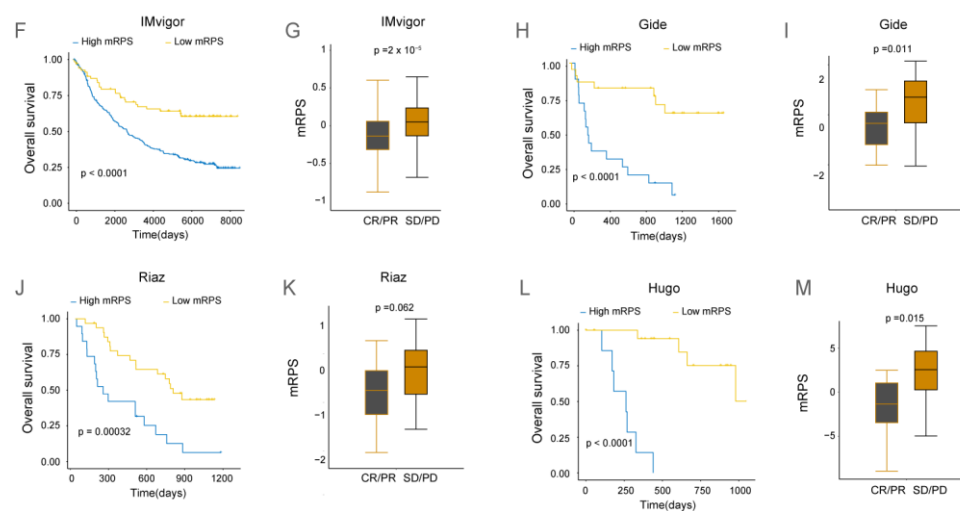 F
IMvigor
High mRPS
Low mRPS
Overall survival
1.00
0.75
0.50
0.25
0.00
p < 0.0001
0 2000 4000 6000 8000
Time(days)
G
IMvigor
p =2 x 10⁻⁵
mRPS
1
0.5
0
−0.5
−1
CR/PR SD/PD
H
Gide
High mRPS
Low mRPS
Overall survival
1.00
0.75
0.50
0.25
0.00
p <0.0001
0 400 800 1200 1600
Time(days)
I
Gide
p =0.011
mRPS
2
0
−2
CR/PR SD/PD
J
Riaz
High mRPS
Low mRPS
Overall survival
1.00
0.75
0.50
0.25
0.00
p = 0.00032
0 300 600 900 1200
Time(days)
K
Riaz
p =0.062
mRPS
1
0
−1
−2
CR/PR SD/PD
L
Hugo
High mRPS
Low mRPS
Overall survival
1.00
0.75
0.50
0.25
0.00
p < 0.0001
0 250 500 750 1000
Time(days)
M
Hugo
p =0.015
mRPS
5
0
−5
CR/PR SD/PD